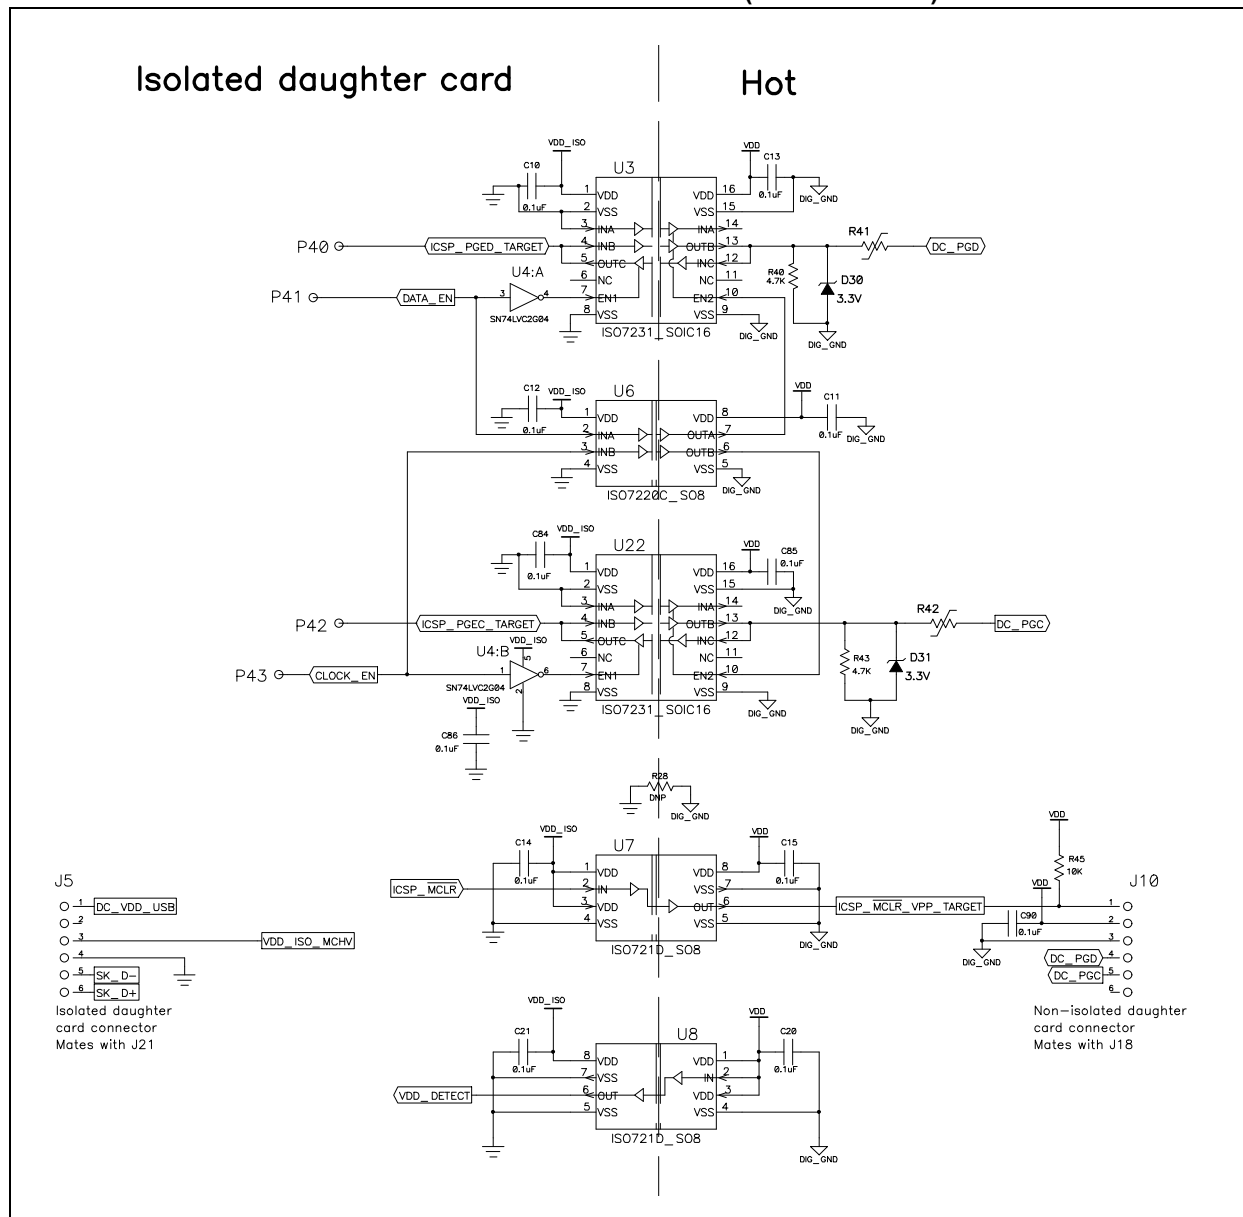 Isolated daughter card
Hot
VDD_ISO
C10
0.1uF
U3
VDD
C13
0.1uF
DIG_GND
1 VDD
2 VSS
3 INA
4 INB
5 OUTC
6 NC
7 EN1
8 VSS
VDD 16
VSS 15
INA 14
OUTB 13
INC 12
NC 11
EN2 10
VSS 9
ISO7231_SOIC16
DIG_GND
P40
ICSP_PGED_TARGET
P41
DATA_EN
U4:A
3
4
SN74LVC2G04
R40
4.7K
D30
3.3V
DIG_GND
R41
DC_PGD
C12
0.1uF
VDD_ISO
U6
VDD
C11
0.1uF
DIG_GND
1 VDD
2 INA
3 INB
4 VSS
VDD 8
OUTA 7
OUTB 6
VSS 5
DIG_GND
ISO7220C_SO8
VDD_ISO
C84
0.1uF
U22
VDD
C85
0.1uF
DIG_GND
1 VDD
2 VSS
3 INA
4 INB
5 OUTC
6 NC
7 EN1
8 VSS
VDD 16
VSS 15
INA 14
OUTB 13
INC 12
NC 11
EN2 10
VSS 9
ISO7231_SOIC16
DIG_GND
P42
ICSP_PGEC_TARGET
P43
CLOCK_EN
VDD_ISO
U4:B
5
1
6
2
SN74LVC2G04
VDD_ISO
C86
0.1uF
R43
4.7K
D31
3.3V
DIG_GND
R42
DC_PGC
R28
DNP
DIG_GND
VDD_ISO
C14
0.1uF
U7
VDD
C15
0.1uF
ICSP_MCLR
1 VDD
2 IN
3 VDD
4 VSS
VDD 8
VSS 7
OUT 6
VSS 5
ISO721D_SO8
DIG_GND
ICSP_MCLR_VPP_TARGET
VDD
R45
10K
VDD
C90
0.1uF
DIG_GND
J10
1
2
3
DC_PGD 4
DC_PGC 5
6
Non-isolated daughter
card connector
Mates with J18
J5
1 DC_VDD_USB
2
3 VDD_ISO_MCHV
4
5 SK_D-
6 SK_D+
Isolated daughter
card connector
Mates with J21
VDD_ISO
C21
0.1uF
U8
VDD
C20
0.1uF
VDD_DETECT
8 VDD
7 VSS
6 OUT
5 VSS
VDD 1
IN 2
VDD 3
VSS 4
ISO721D_SO8
DIG_GND